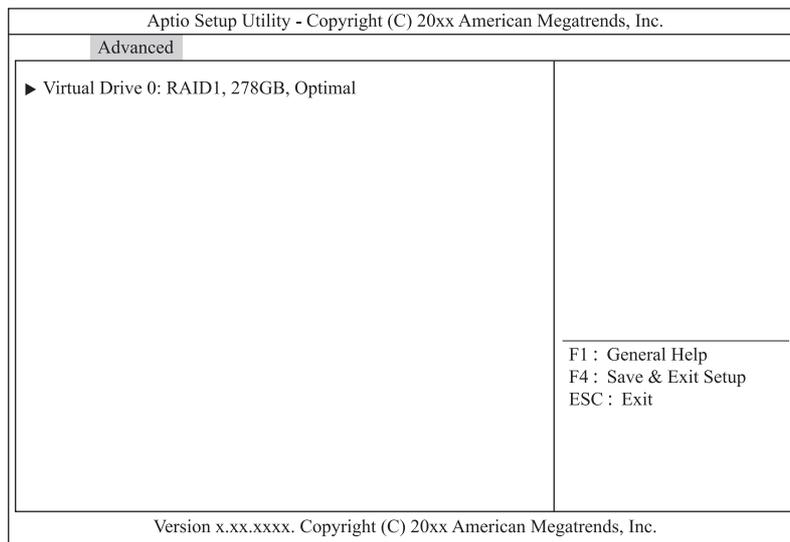 Aptio Setup Utility - Copyright (C) 20xx American Megatrends, Inc.
Advanced
▶ Virtual Drive 0: RAID1, 278GB, Optimal
F1 : General Help
F4 : Save & Exit Setup
ESC : Exit
Version x.xx.xxxx. Copyright (C) 20xx American Megatrends, Inc.